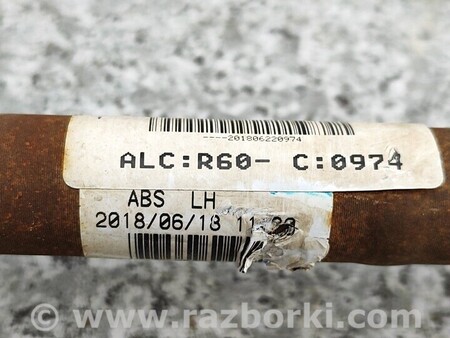 ----201806220974
ALC:R60- C:0974
ABS LH
2018/06/18
© www.razborki.com